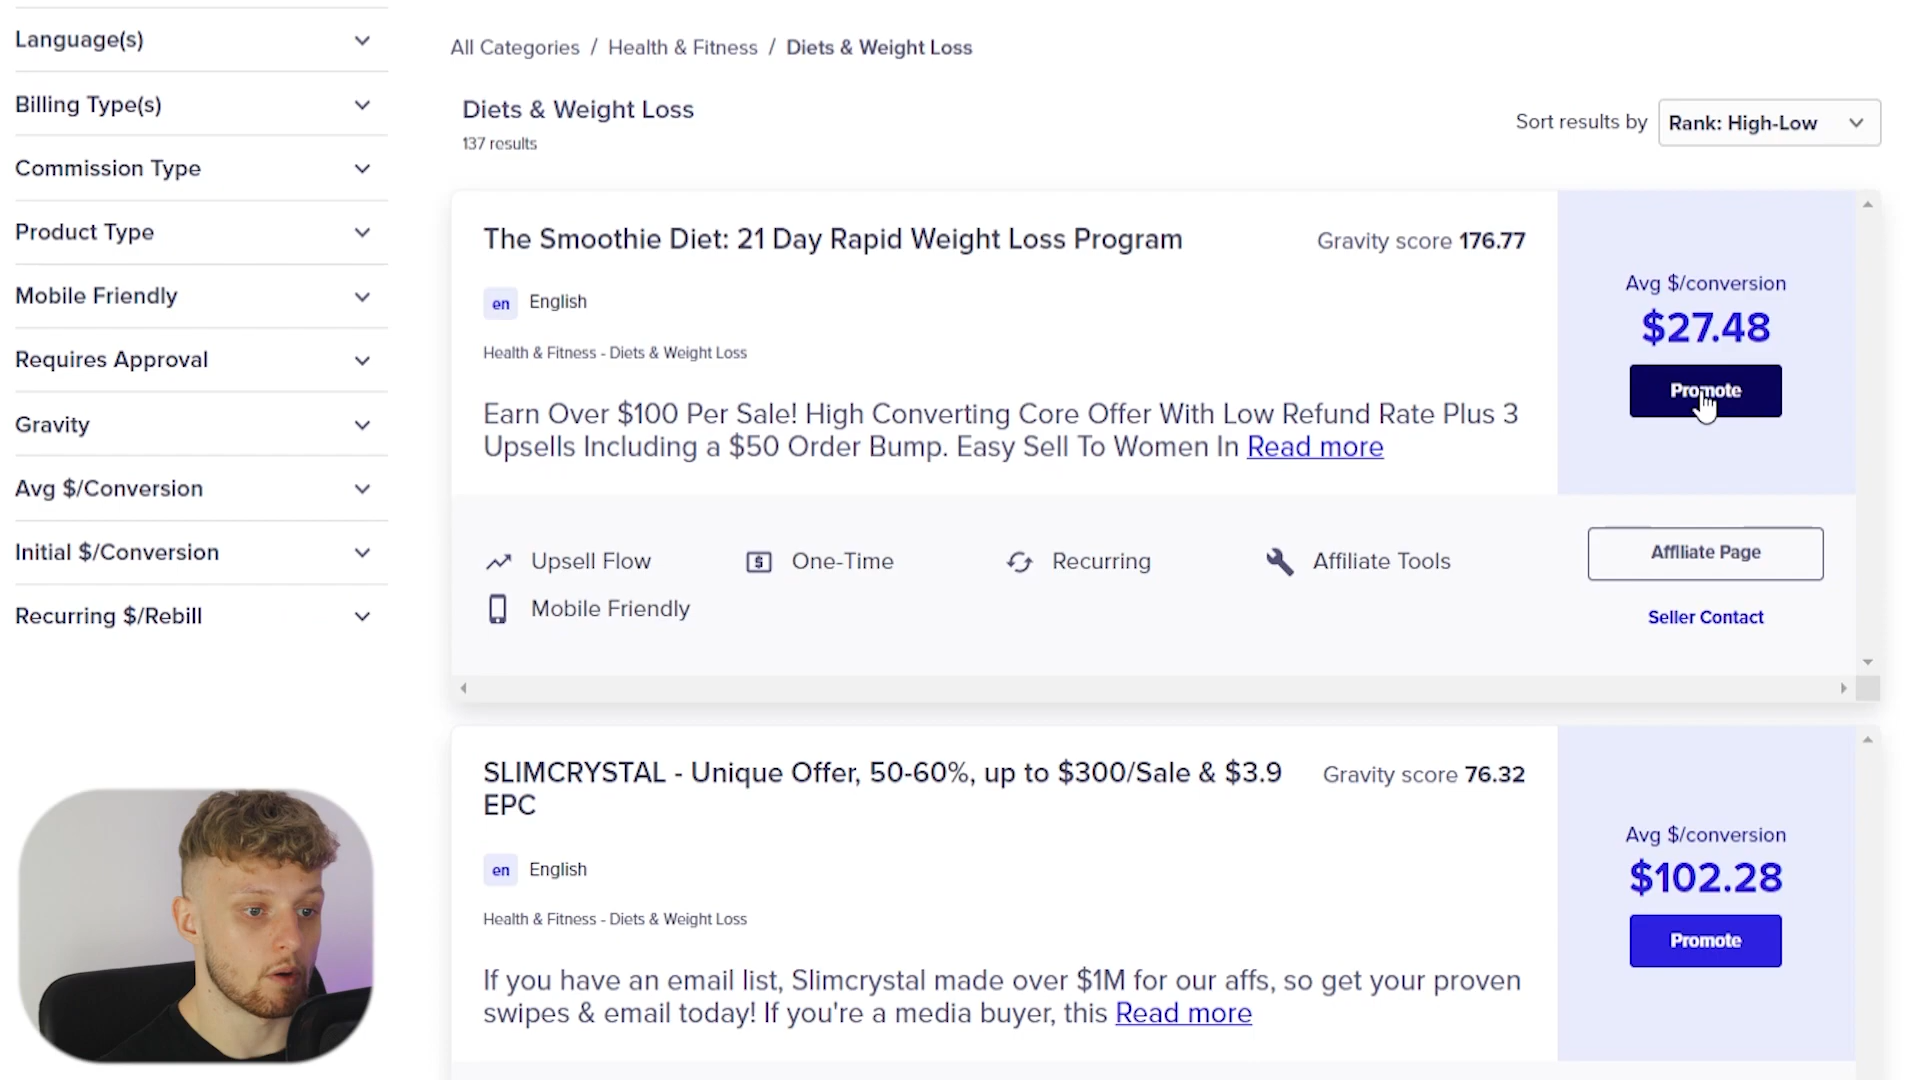 Language(s)
Billing Type(s)
Commission Type
Product Type
Mobile Friendly
Requires Approval
Gravity
Avg $/Conversion
Initial $/Conversion
Recurring $/Rebill
All Categories / Health & Fitness / Diets & Weight Loss
Diets & Weight Loss
137 results
Sort results by Rank: High-Low
The Smoothie Diet: 21 Day Rapid Weight Loss Program
Gravity score 176.77
en English
Health & Fitness - Diets & Weight Loss
Earn Over $100 Per Sale! High Converting Core Offer With Low Refund Rate Plus 3
Upsells Including a $50 Order Bump. Easy Sell To Women In Read more
Avg $/conversion
$27.48
Promote
Upsell Flow
One-Time
Recurring
Affiliate Tools
Mobile Friendly
Affiliate Page
Seller Contact
SLIMCRYSTAL - Unique Offer, 50-60%, up to $300/Sale & $3.9
EPC
Gravity score 76.32
en English
Health & Fitness - Diets & Weight Loss
If you have an email list, Slimcrystal made over $1M for our affs, so get your proven
swipes & email today! If you're a media buyer, this Read more
Avg $/conversion
$102.28
Promote